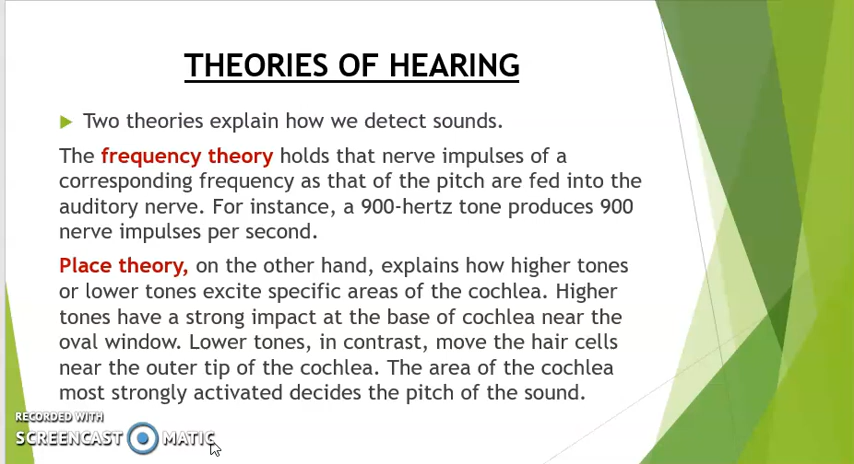 THEORIES OF HEARING
Two theories explain how we detect sounds.
The frequency theory holds that nerve impulses of a
corresponding frequency as that of the pitch are fed into the
auditory nerve. For instance, a 900-hertz tone produces 900
nerve impulses per second.
Place theory, on the other hand, explains how higher tones
or lower tones excite specific areas of the cochlea. Higher
tones have a strong impact at the base of cochlea near the
oval window. Lower tones, in contrast, move the hair cells
near the outer tip of the cochlea. The area of the cochlea
most strongly activated decides the pitch of the sound.
RECORDED WITH
SCREENCAST MATIC